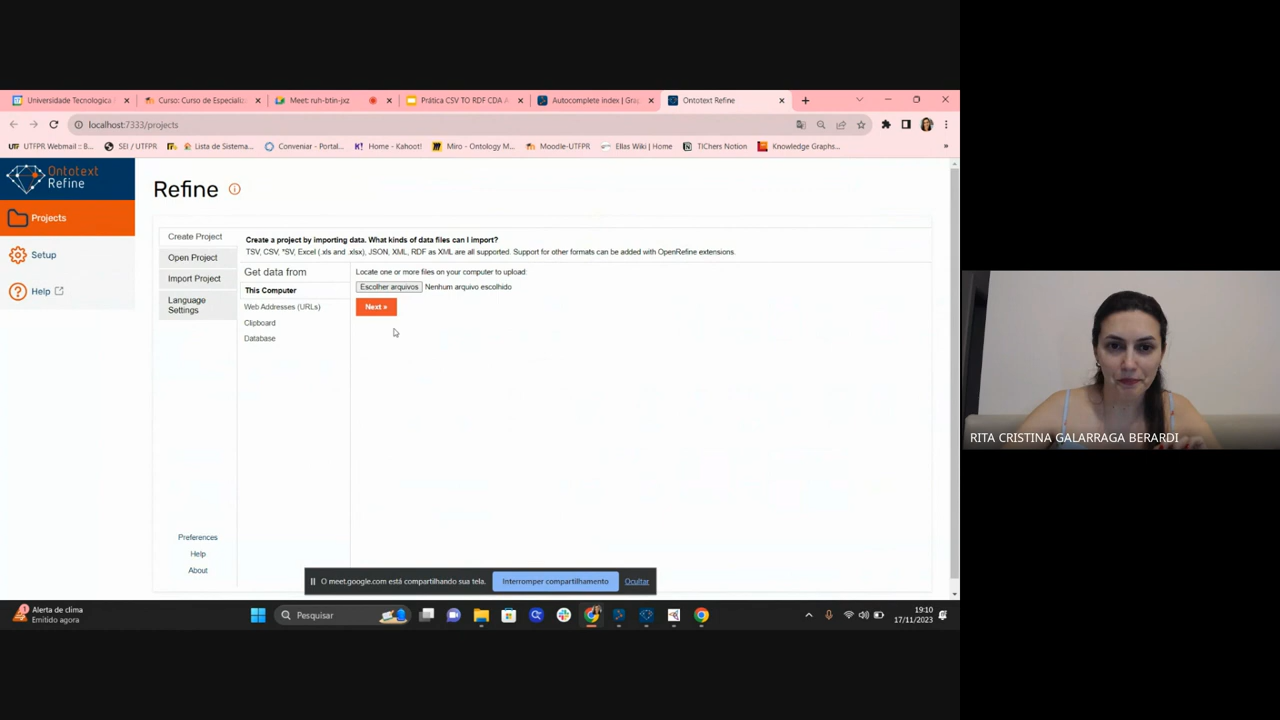 Universidade Tecnologica
Curso: Curso de Especializ
Meet: ruh-btin-jxz
Prática CSV TO RDF CDA
Autocomplete index | Grap
Ontotext Refine
localhost:7333/projects
UTFPR Webmail :: B...
SEI / UTFPR
Lista de Sistema...
Conveniar - Portal...
Home - Kahoot!
Miro - Ontology M...
Moodle-UTFPR
Elias Wiki | Home
TIChers Notion
Knowledge Graphs...
»
Ontotext
Refine
Projects
Setup
Help
Refine
Create Project
Open Project
Import Project
Language
Settings
Preferences
Help
About
Create a project by importing data. What kinds of data files can I import?
TSV, CSV, *SV, Excel (.xls and .xlsx), JSON, XML, RDF as XML are all supported. Support for other formats can be added with OpenRefine extensions.
Get data from
This Computer
Web Addresses (URLs)
Clipboard
Database
Locate one or more files on your computer to upload:
Escolher arquivos Nenhum arquivo escolhido
Next »
O meet.google.com está compartilhando sua tela.
Interromper compartilhamento
Ocultar
Alerta de clima
Emitido agora
Pesquisar
19:10
17/11/2023
RITA CRISTINA GALARRAGA BERARDI